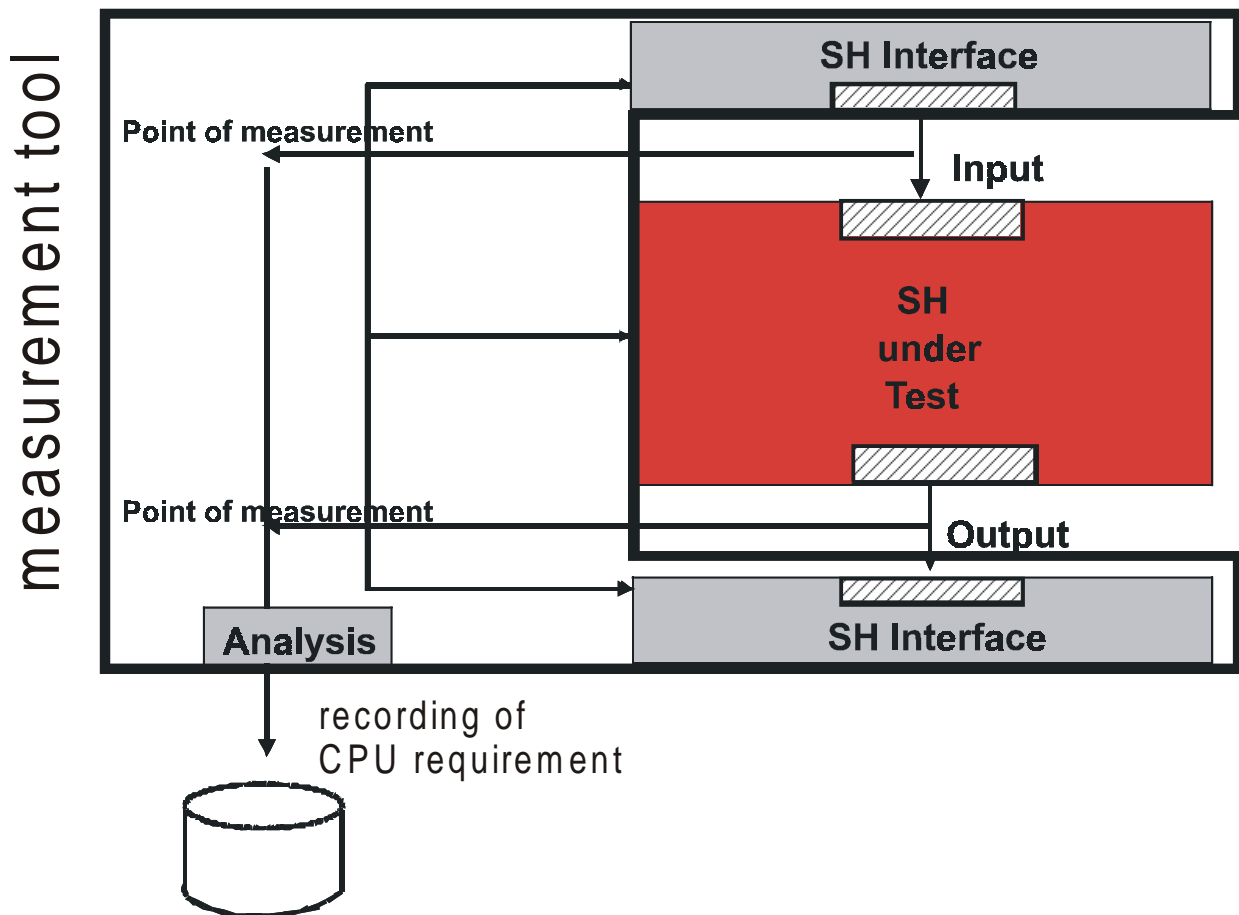 measurement tool
SH Interface
Point of measurement
Input
SH
under
Test
Point of measurement
Output
Analysis
SH Interface
recording of
CPU requirement